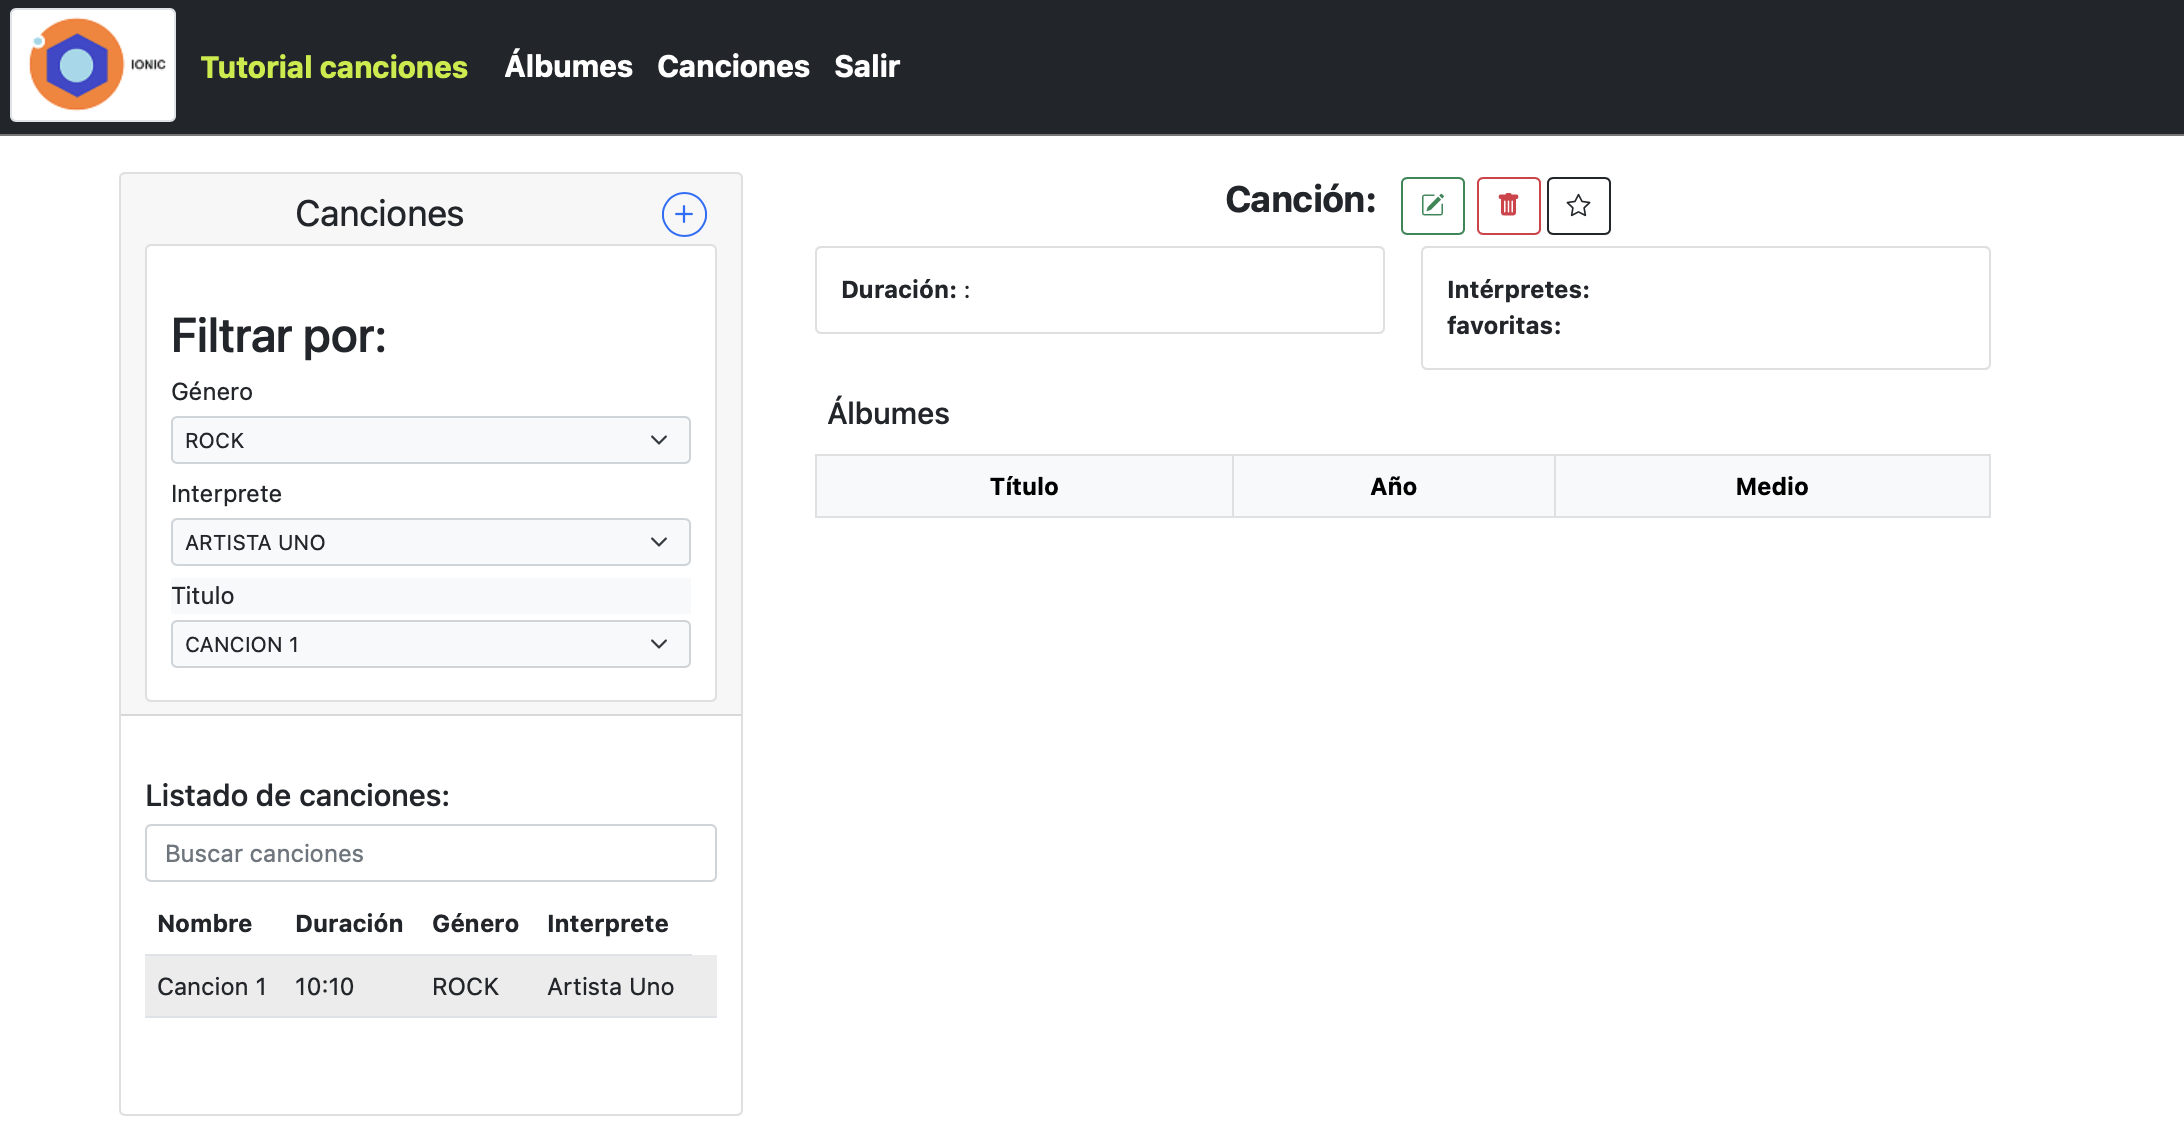 IONIC
Tutorial canciones Álbumes Canciones Salir
Canciones
Filtrar por:
Género
ROCK
Interprete
ARTISTA UNO
Titulo
CANCION 1
Listado de canciones:
Buscar canciones
Nombre Duración Género Interprete
Cancion 1 10:10 ROCK Artista Uno
Canción:
Duración: :
Intérpretes:
favoritas:
Álbumes
Título Año Medio